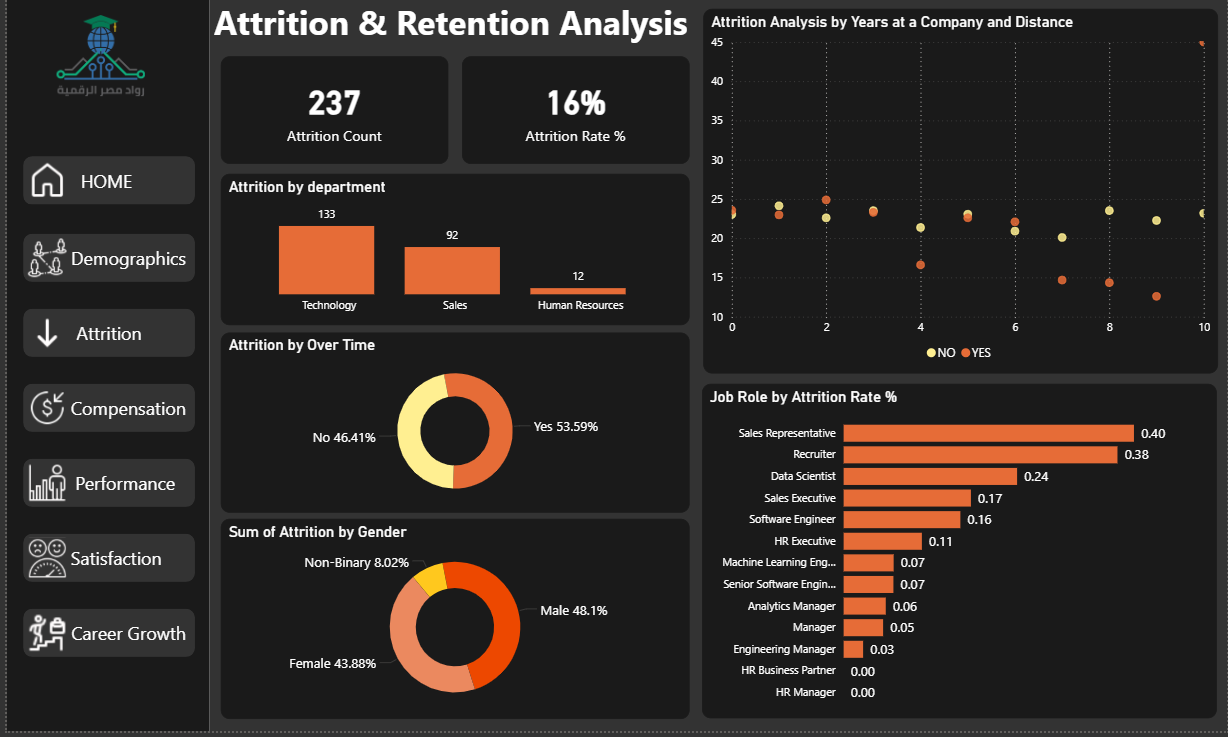 رواد مصر الرقمية
HOME
Demographics
Attrition
Compensation
Performance
Satisfaction
Career Growth
Attrition & Retention Analysis
237
Attrition Count
16%
Attrition Rate %
Attrition by department
133
92
12
Technology
Sales
Human Resources
Attrition by Over Time
No 46.41%
Yes 53.59%
Sum of Attrition by Gender
Non-Binary 8.02%
Male 48.1%
Female 43.88%
Attrition Analysis by Years at a Company and Distance
45
40
35
30
25
20
15
10
0 2 4 6 8 10
NO YES
Job Role by Attrition Rate %
Sales Representative 0.40
Recruiter 0.38
Data Scientist 0.24
Sales Executive 0.17
Software Engineer 0.16
HR Executive 0.11
Machine Learning Eng... 0.07
Senior Software Engin... 0.07
Analytics Manager 0.06
Manager 0.05
Engineering Manager 0.03
HR Business Partner 0.00
HR Manager 0.00